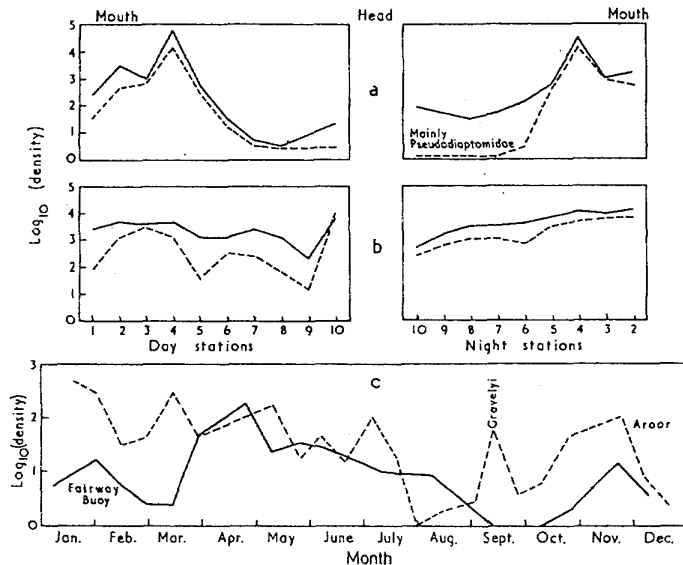 Mouth Head Mouth
5
4
3
2
1
0
a
Mainly
Pseudodiaptomidae
Log10 (density)
5
4
3
2
1
0
b
1 2 3 4 5 6 7 8 9 10
Day stations
10 9 8 7 6 5 4 3 2
Night stations
3
2
1
0
Log10(density)
c
Gravelyi
Aroor
Fairway
Buoy
Jan. Feb. Mar. Apr. May June July Aug. Sept. Oct. Nov. Dec.
Month